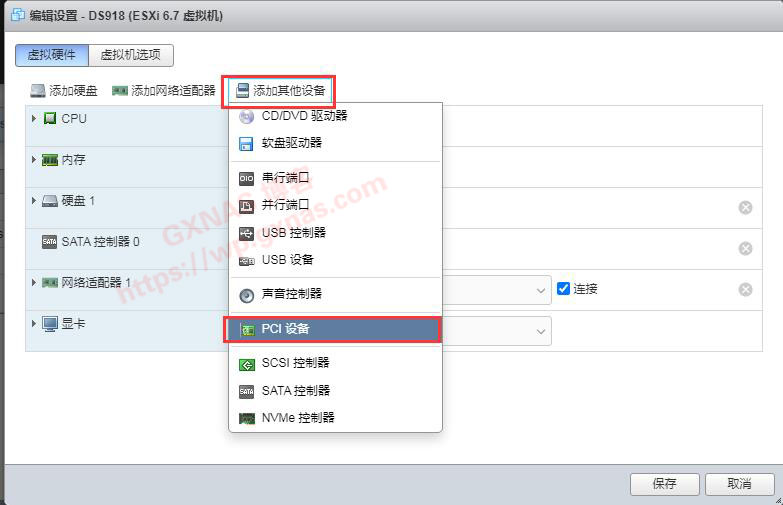 编辑设置 - DS918 (ESXi 6.7 虚拟机)
虚拟硬件 虚拟机选项
添加硬盘 添加网络适配器 添加其他设备
CPU
内存
硬盘 1
SATA 控制器 0
网络适配器 1
连接
显卡
CD/DVD 驱动器
软盘驱动器
串行端口
并行端口
USB 控制器
USB 设备
声音控制器
PCI 设备
SCSI 控制器
SATA 控制器
NVMe 控制器
GXNAS 博客
https://wp.gxnas.com
保存 取消